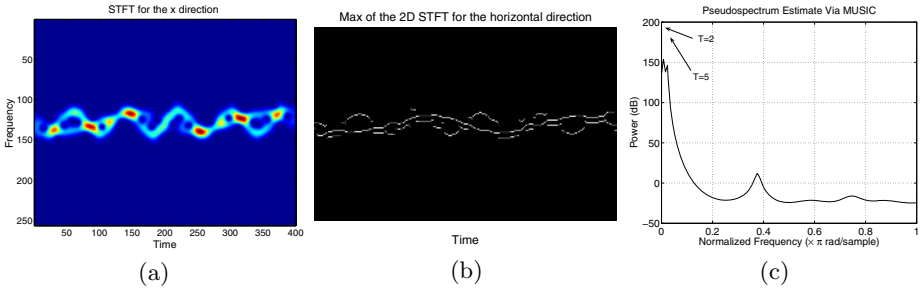 STFT for the x direction
50
100
150
200
250
Frequency
50 100 150 200 250 300 350 400
Time
(a)
Max of the 2D STFT for the horizontal direction
Time
(b)
Pseudospectrum Estimate Via MUSIC
200
150
100
50
0
−50
Power (dB)
T=2
T=5
0 0.2 0.4 0.6 0.8 1
Normalized Frequency (× π rad/sample)
(c)